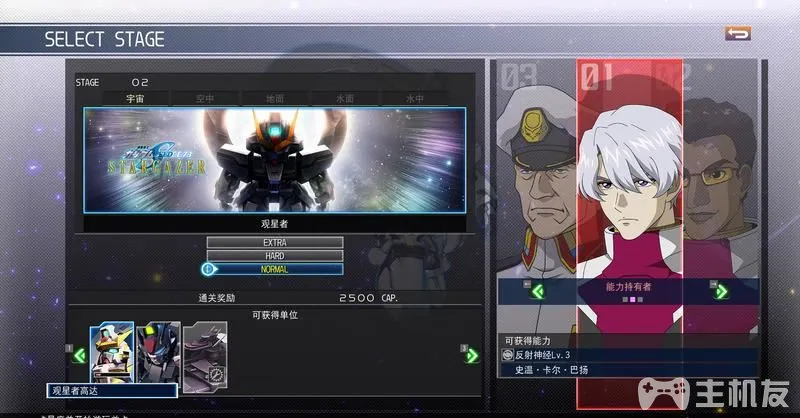 SELECT STAGE
STAGE 02
宇宙 空中 地面 水面 水中
STARGAZER
观星者
EXTRA
HARD
NORMAL
通关奖励 2500 CAP.
可获得单位
观星者高达
03 01 02
能力持有者
可获得能力
反射神经Lv.3
史温·卡尔·巴扬
主机友